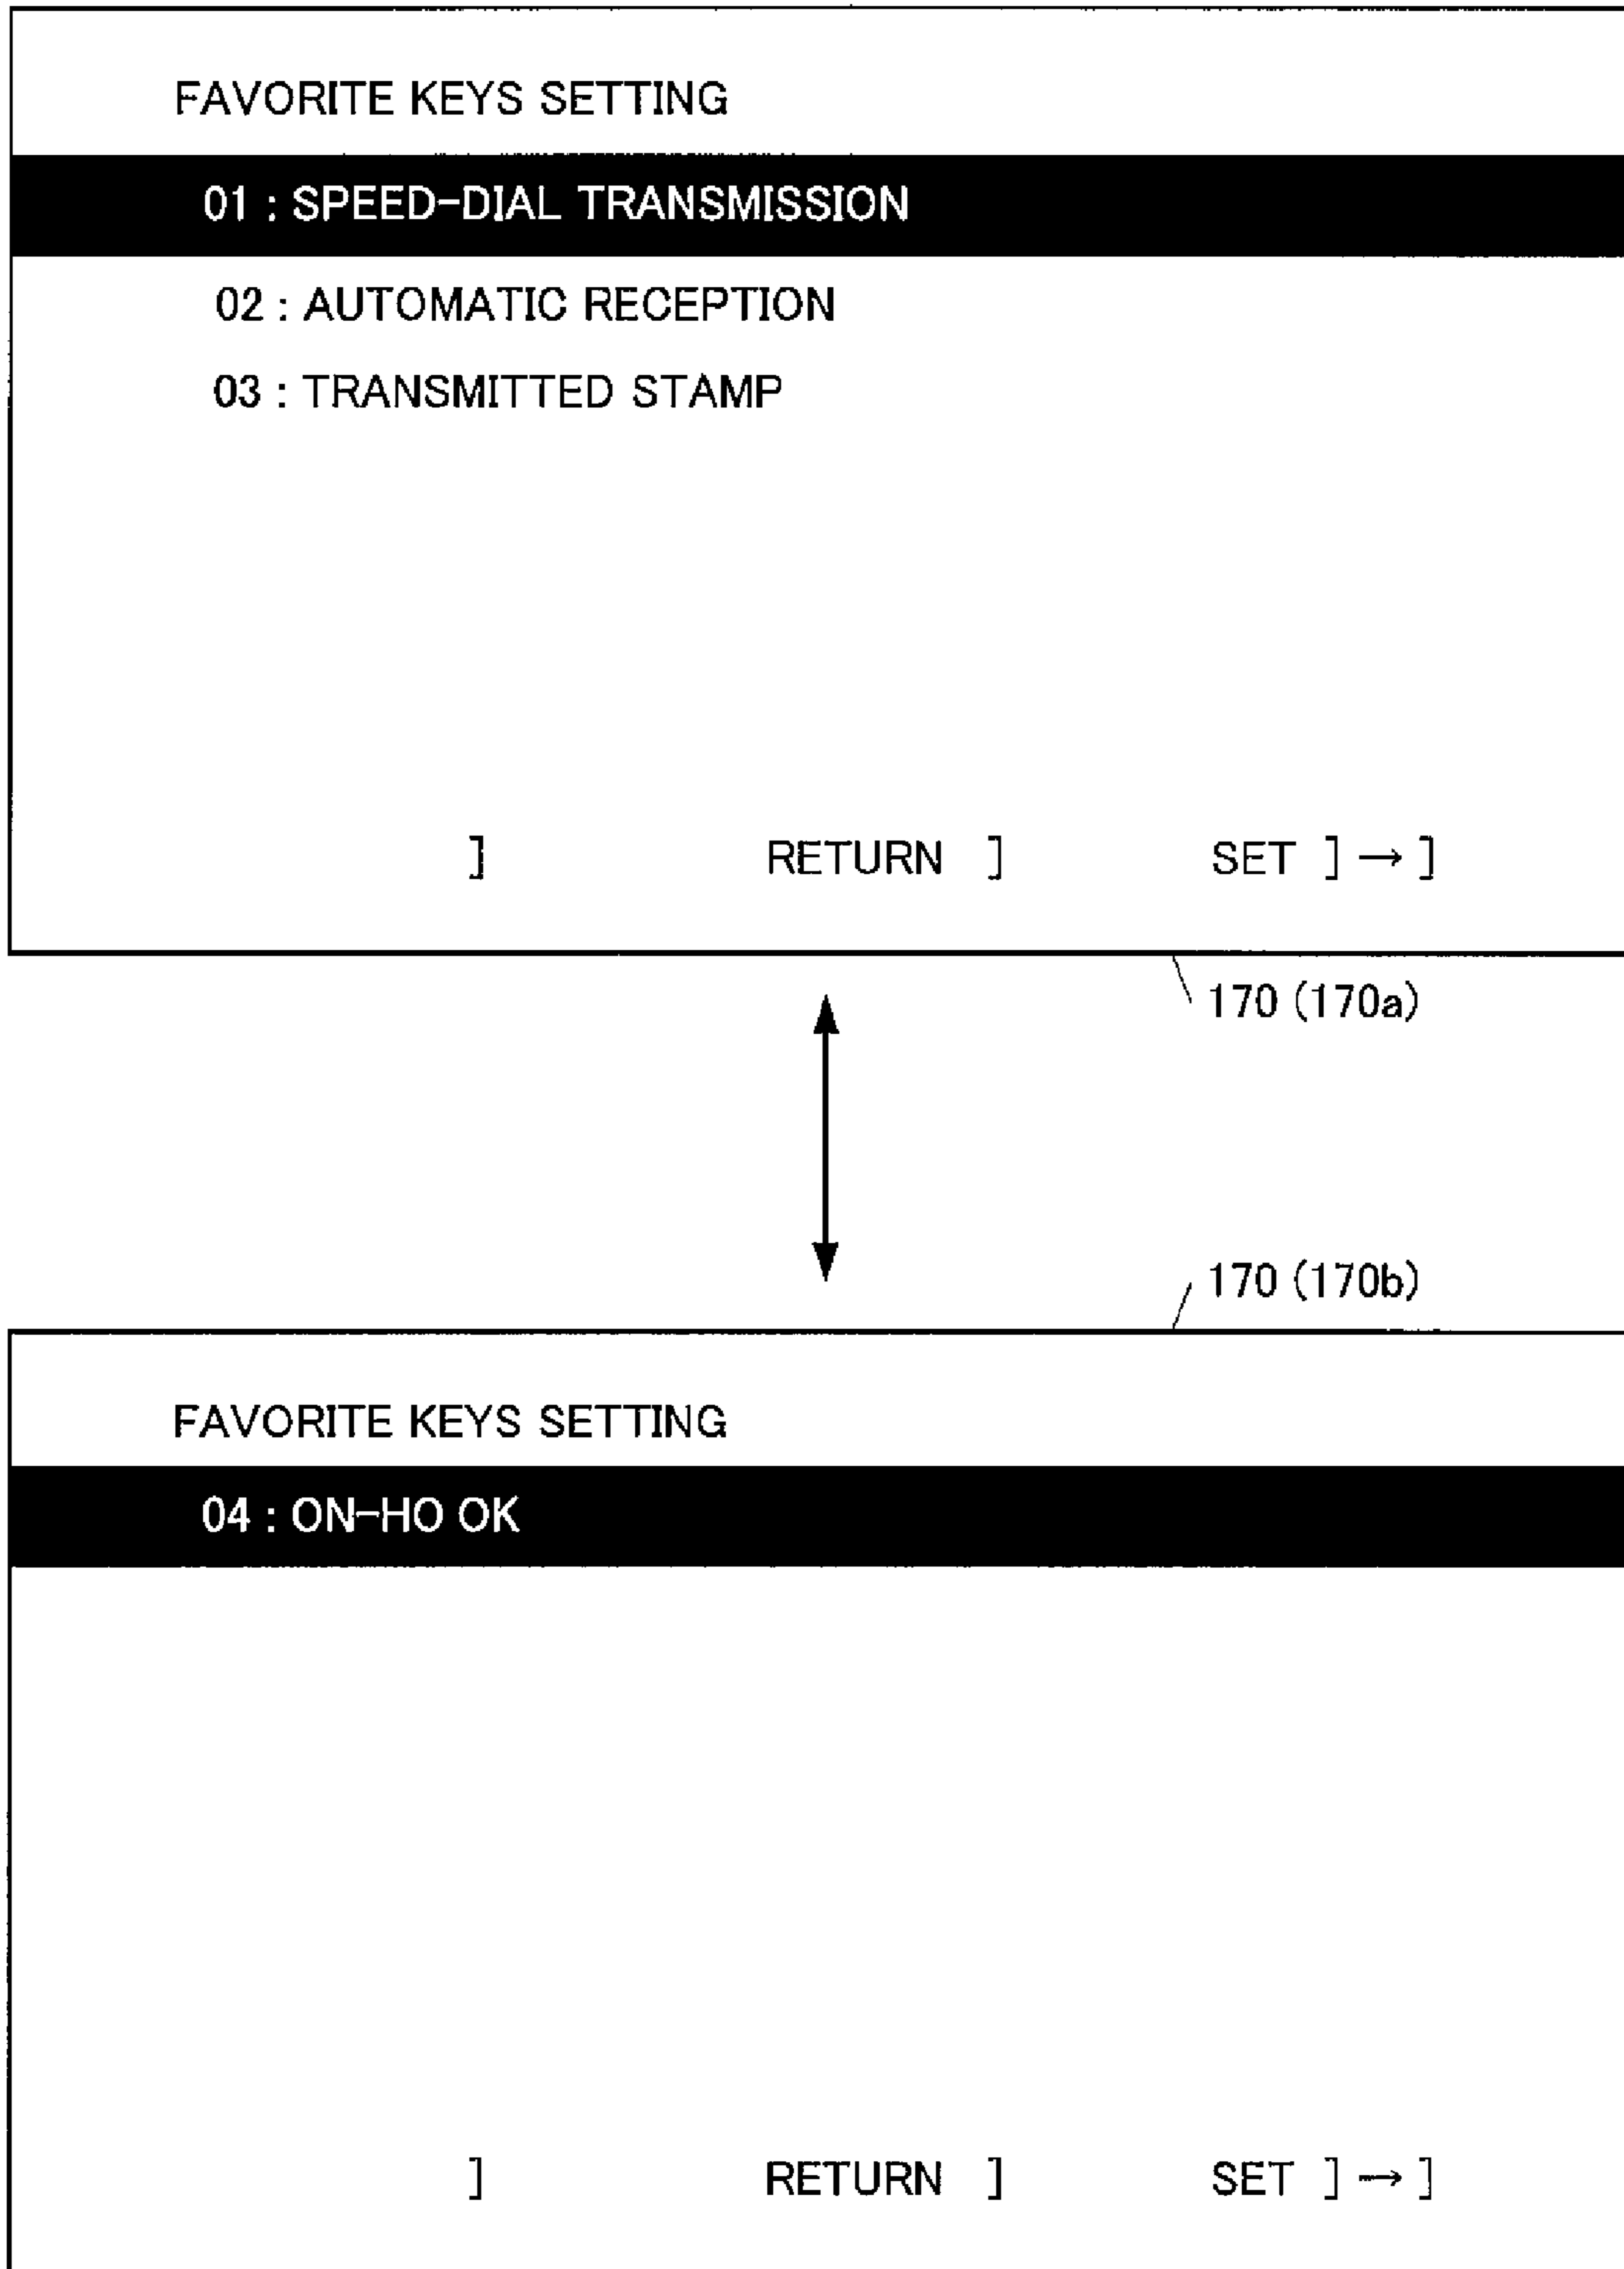 FAVORITE KEYS SETTING
01 : SPEED-DIAL TRANSMISSION
02 : AUTOMATIC RECEPTION
03 : TRANSMITTED STAMP
] RETURN ] SET ] → ]
170 (170a)
170 (170b)
FAVORITE KEYS SETTING
04 : ON-HO OK
] RETURN ] SET ] → ]